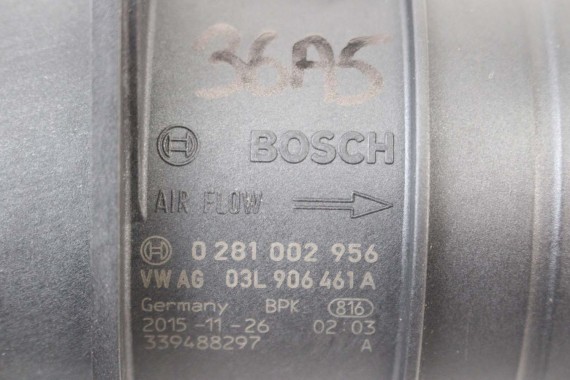 36A5
BOSCH
AIR FLOW
0 281 002 956
VW AG 03L 906 461 A
Germany BPK 816
2015-11-26 02:03
339488297 A